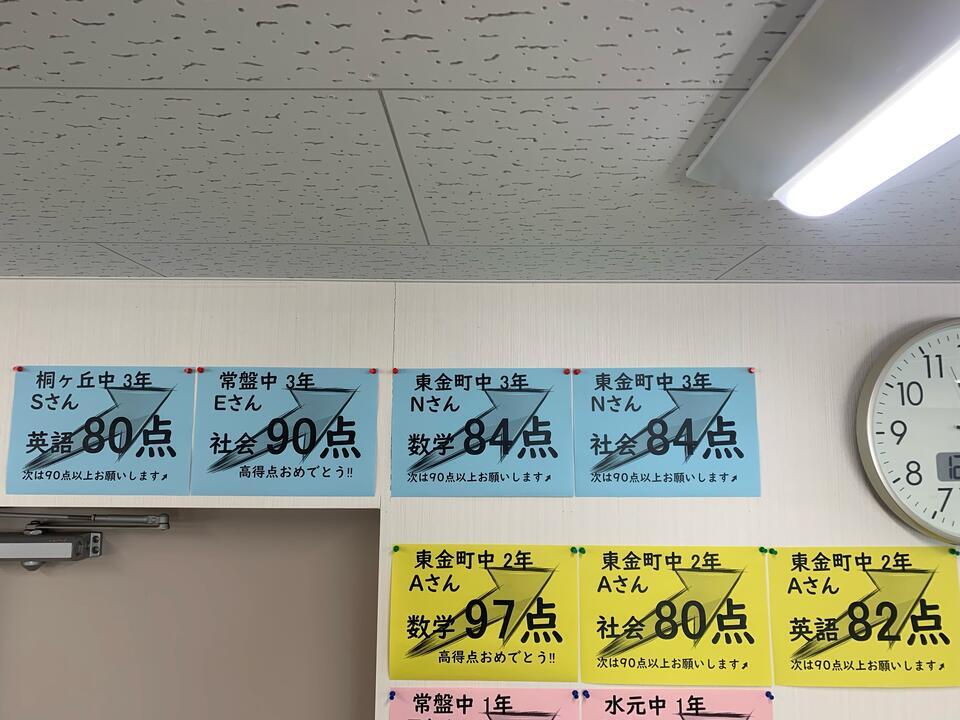 桐ヶ丘中 3年
Sさん
英語 80点
次は90点以上お願いします⬈
常盤中 3年
Eさん
社会 90点
高得点おめでとう!!
東金町中 3年
Nさん
数学 84点
次は90点以上お願いします⬈
東金町中 3年
Nさん
社会 84点
次は90点以上お願いします⬈
11
10
9
8
7
12
東金町中 2年
Aさん
数学 97点
高得点おめでとう!!
東金町中 2年
Aさん
社会 80点
次は90点以上お願いします⬈
東金町中 2年
Aさん
英語 82点
次は90点以上お願いします⬈
常盤中 1年
水元中 1年